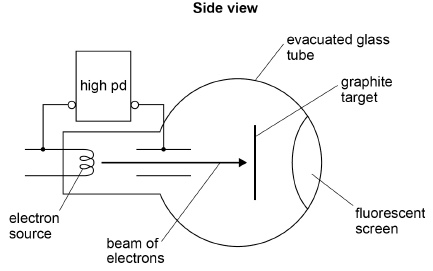 Side view
evacuated glass
tube
high pd
graphite
target
electron
source
beam of
electrons
fluorescent
screen